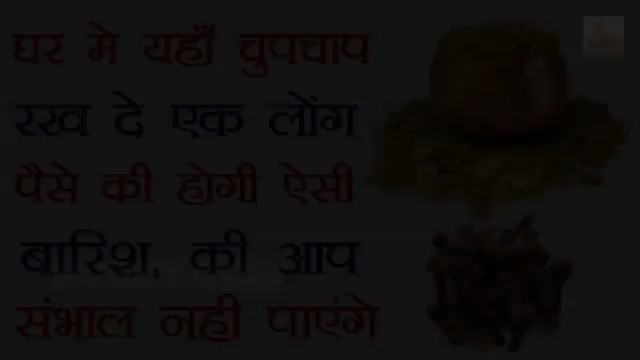 घर मे यहाँ चुपचाप
रख दे एक लोंग
पैसे की होगी ऐसी
बारिश, की आप
संभाल नही पाएंगे